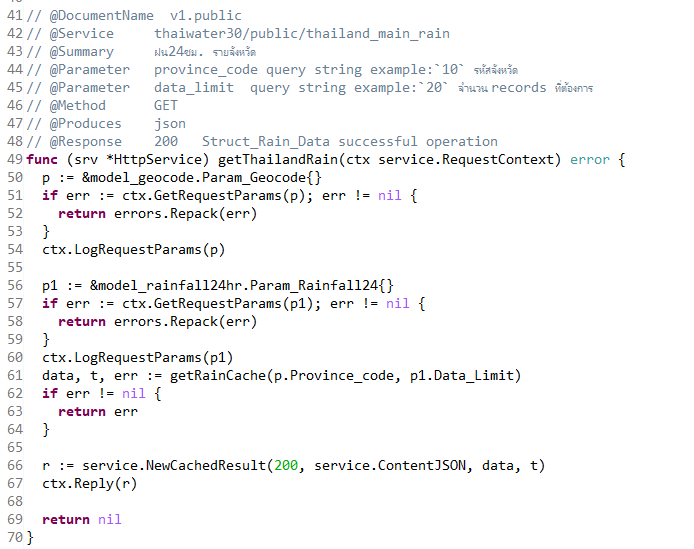 41 // @DocumentName  v1.public
42 // @Service     thaiwater30/public/thailand_main_rain
43 // @Summary     ฝน24ชม. รายจังหวัด
44 // @Parameter   province_code query string example:`10` รหัสจังหวัด
45 // @Parameter   data_limit  query string example:`20` จำนวน records ที่ต้องการ
46 // @Method      GET
47 // @Produces    json
48 // @Response    200   Struct_Rain_Data successful operation
49 func (srv *HttpService) getThailandRain(ctx service.RequestContext) error {
50   p := &model_geocode.Param_Geocode{}
51   if err := ctx.GetRequestParams(p); err != nil {
52     return errors.Repack(err)
53   }
54   ctx.LogRequestParams(p)
55
56   p1 := &model_rainfall24hr.Param_Rainfall24{}
57   if err := ctx.GetRequestParams(p1); err != nil {
58     return errors.Repack(err)
59   }
60   ctx.LogRequestParams(p1)
61   data, t, err := getRainCache(p.Province_code, p1.Data_Limit)
62   if err != nil {
63     return err
64   }
65
66   r := service.NewCachedResult(200, service.ContentJSON, data, t)
67   ctx.Reply(r)
68
69   return nil
70 }